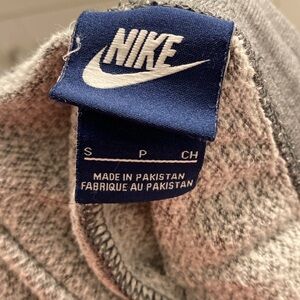 NIKE
S P CH
MADE IN PAKISTAN
FABRIQUE AU PAKISTAN